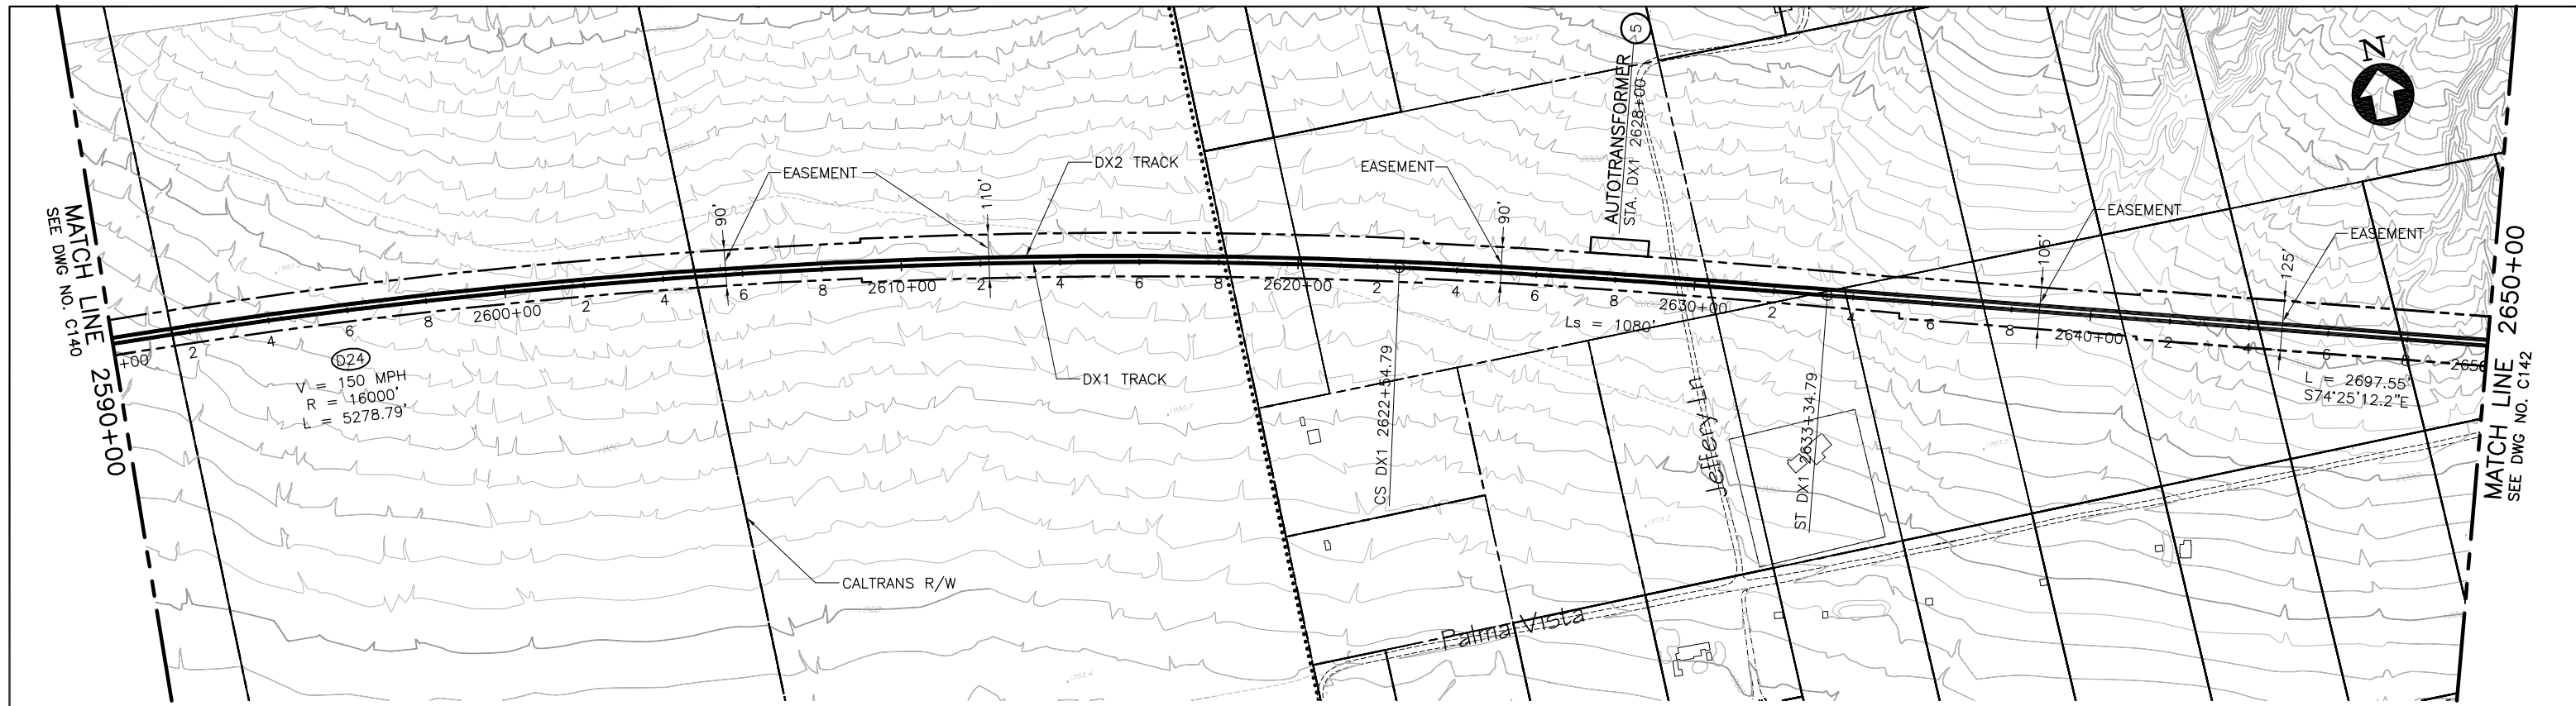 MATCH LINE 2590+00
SEE DWG NO. C140
+00
2
4
6
8
2600+00
2
4
6
8
2610+00
2
4
6
8
2620+00
2
4
6
8
2630+00
2
4
6
8
2640+00
2
4
6
8
D24
V = 150 MPH
R = 16000'
L = 5278.79'
90'
EASEMENT
110'
DX2 TRACK
DX1 TRACK
CALTRANS R/W
EASEMENT
90'
AUTOTRANSFORMER
STA. DX1 2628+00
5
CS DX1 2622+54.79
Ls = 1080'
Jeffery ln
ST DX1 2633+34.79
Palma Vista
105'
EASEMENT
125'
EASEMENT
L = 2697.55'
S74°25'12.2"E
N
MATCH LINE 2650+00
SEE DWG NO. C142